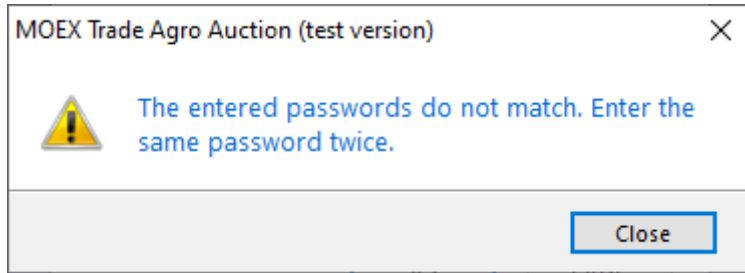 MOEX Trade Agro Auction (test version)
The entered passwords do not match. Enter the
same password twice.
Close